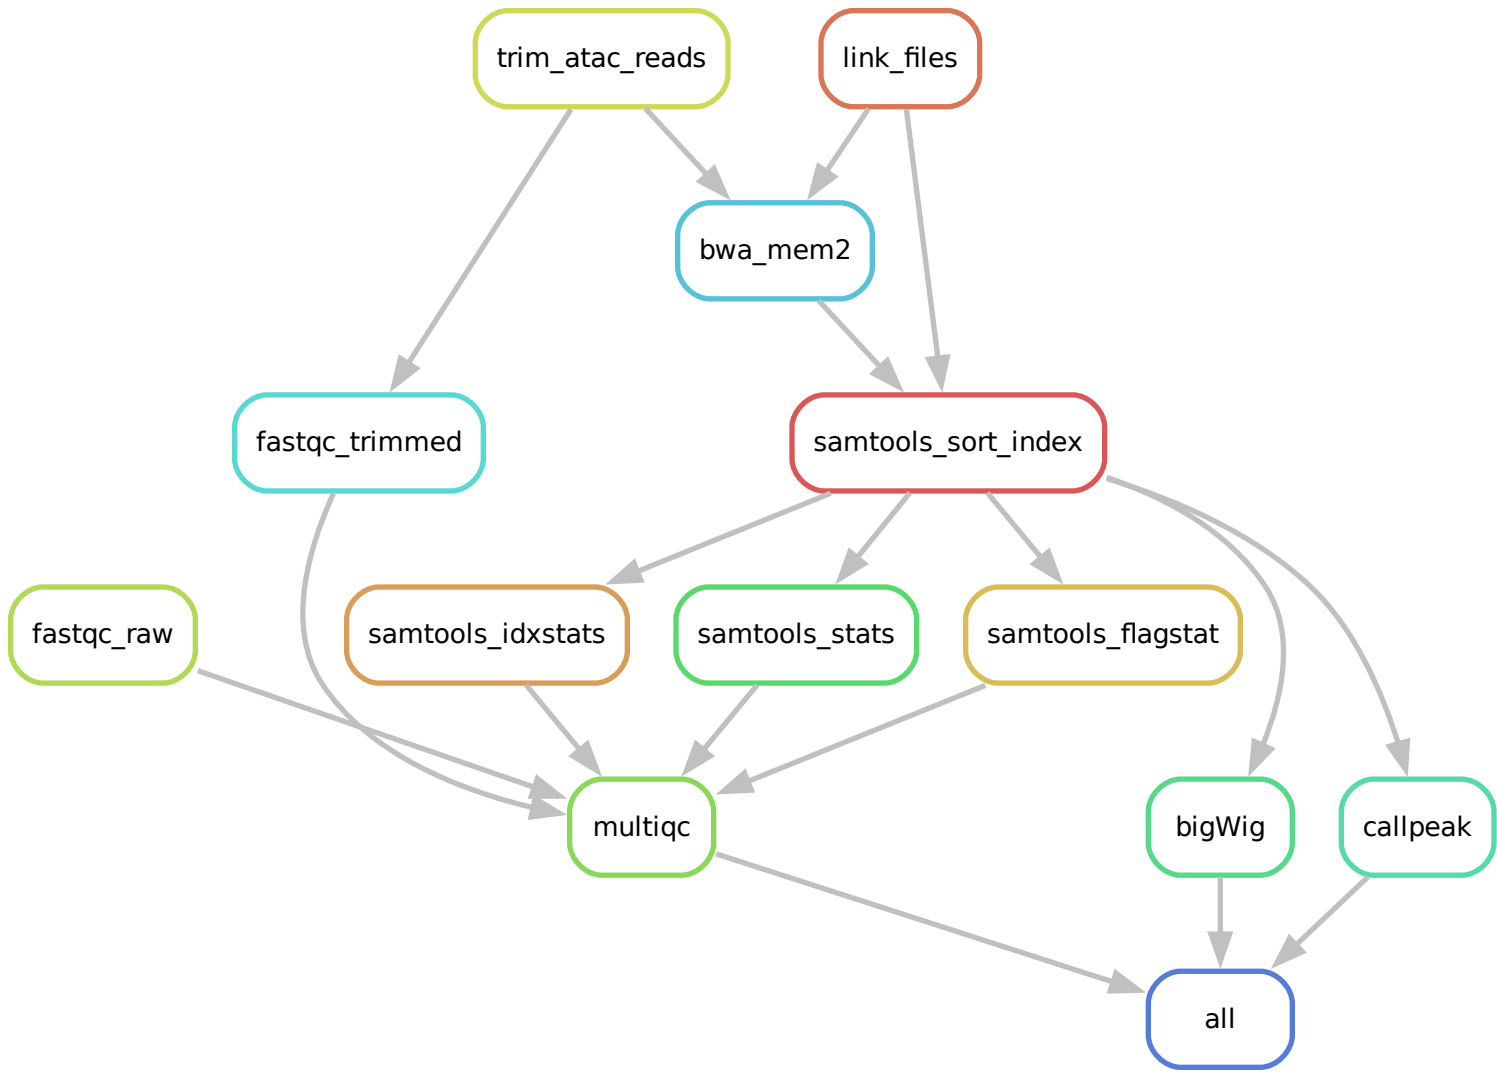 trim_atac_reads
link_files
bwa_mem2
fastqc_trimmed
samtools_sort_index
fastqc_raw
samtools_idxstats
samtools_stats
samtools_flagstat
multiqc
bigWig
callpeak
all